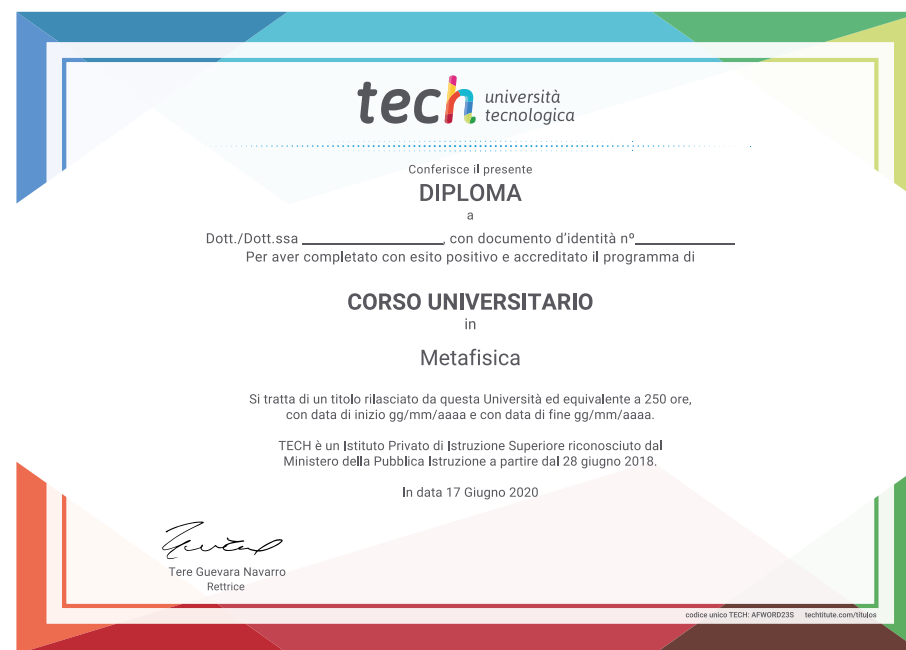 tech università
tecnologica
Conferisce il presente
DIPLOMA
a
Dott./Dott.ssa ____________________, con documento d'identità nº______________
Per aver completato con esito positivo e accreditato il programma di
CORSO UNIVERSITARIO
in
Metafisica
Si tratta di un titolo rilasciato da questa Università ed equivalente a 250 ore,
con data di inizio gg/mm/aaaa e con data di fine gg/mm/aaaa.
TECH è un Istituto Privato di Istruzione Superiore riconosciuto dal
Ministero della Pubblica Istruzione a partire dal 28 giugno 2018.
In data 17 Giugno 2020
Tere Guevara Navarro
Rettrice
codice unico TECH: AFWORD23S techtitute.com/titulos